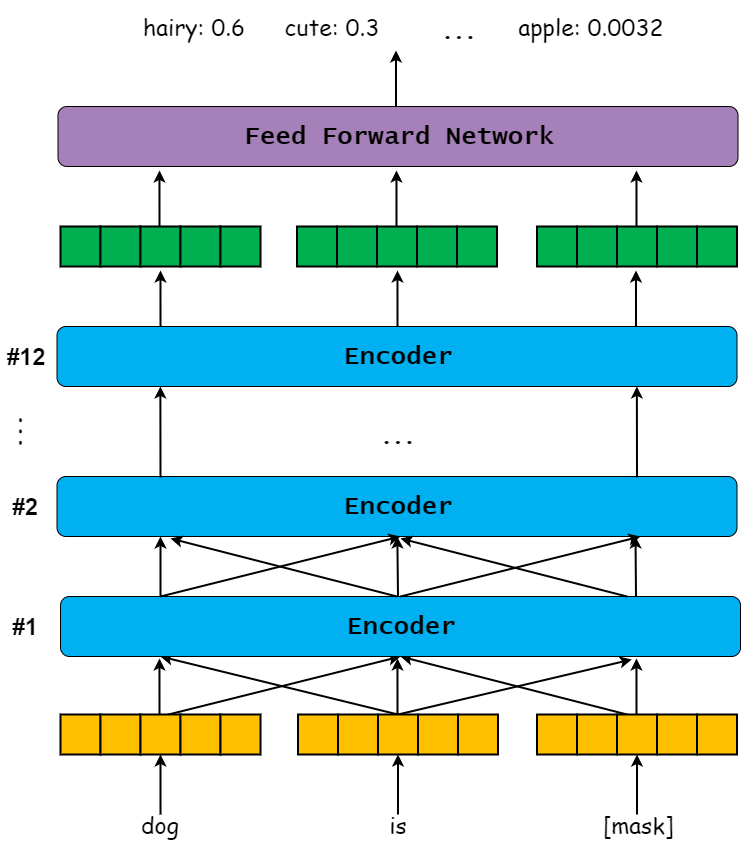 hairy: 0.6 cute: 0.3 ... apple: 0.0032
Feed Forward Network
#12 Encoder
...
...
#2 Encoder
#1 Encoder
dog is [mask]